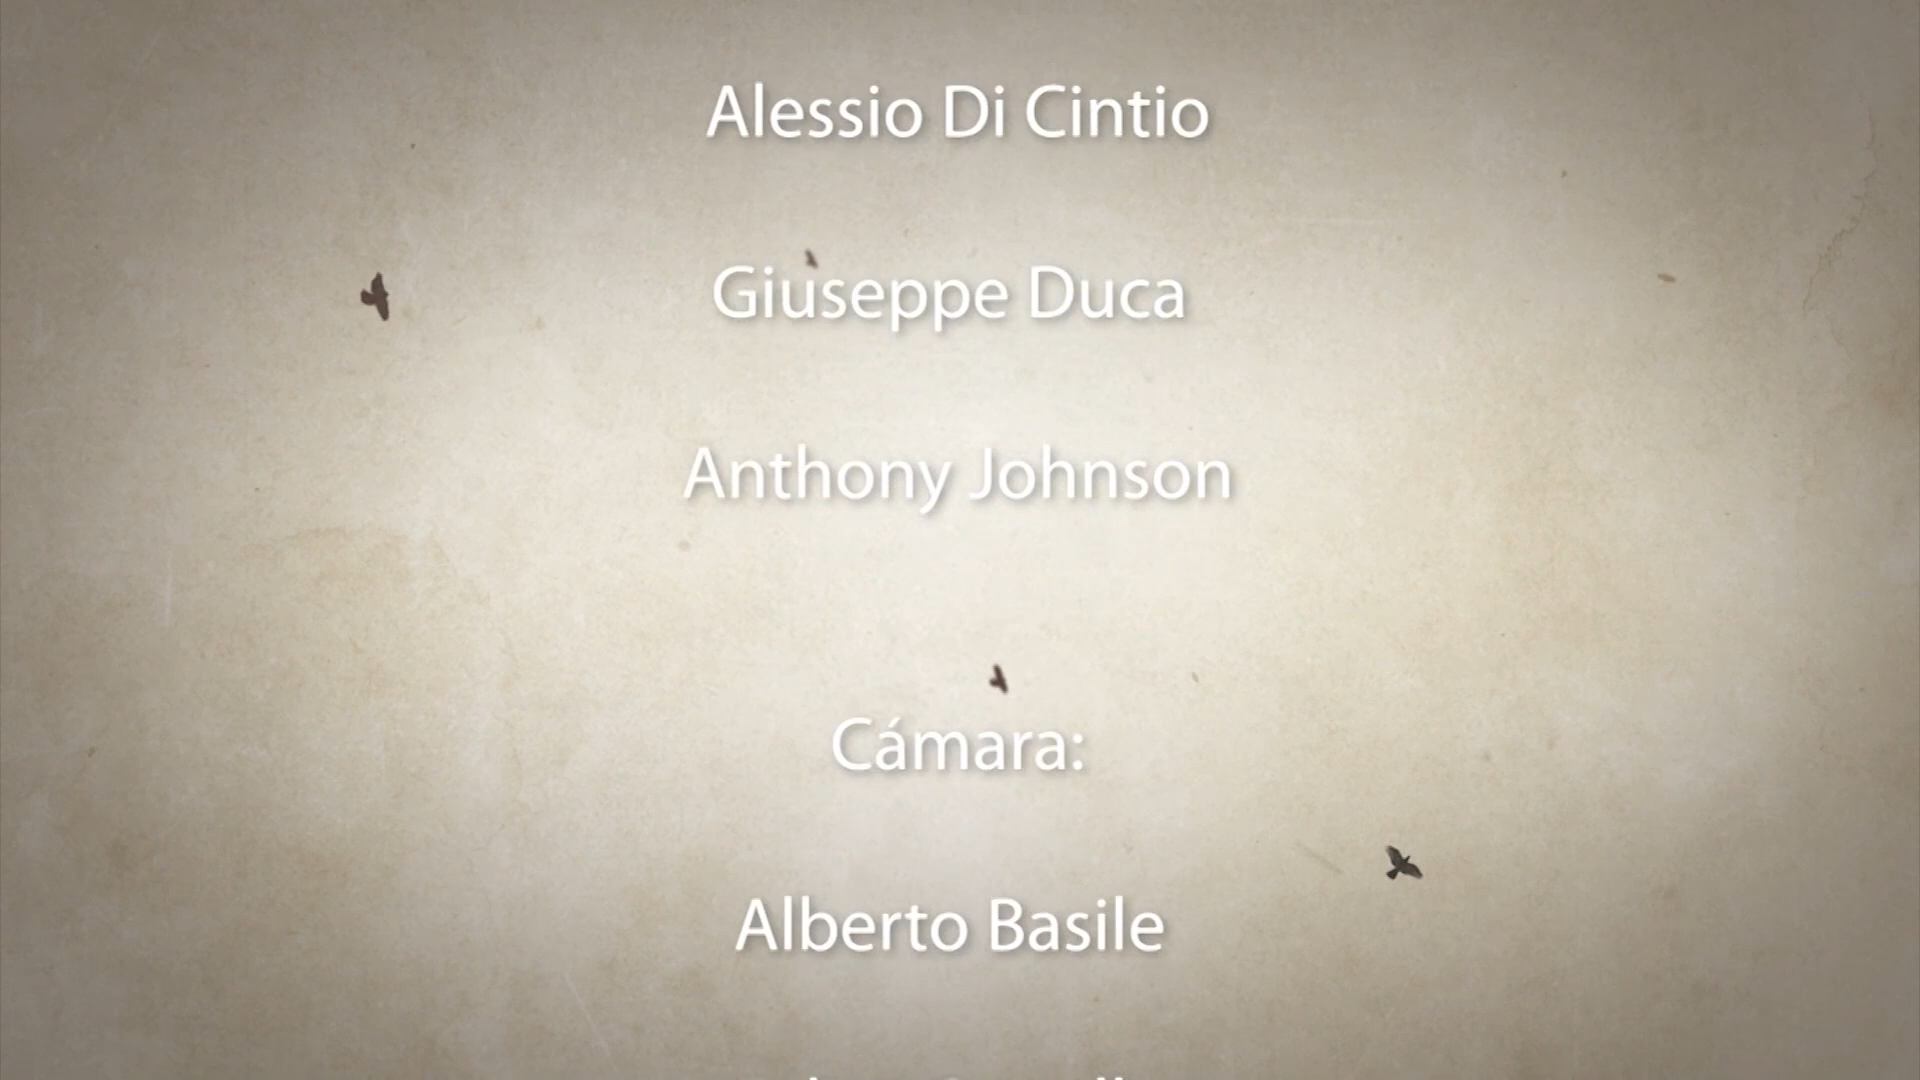 Alessio Di Cintio
Giuseppe Duca
Anthony Johnson
Cámara:
Alberto Basile